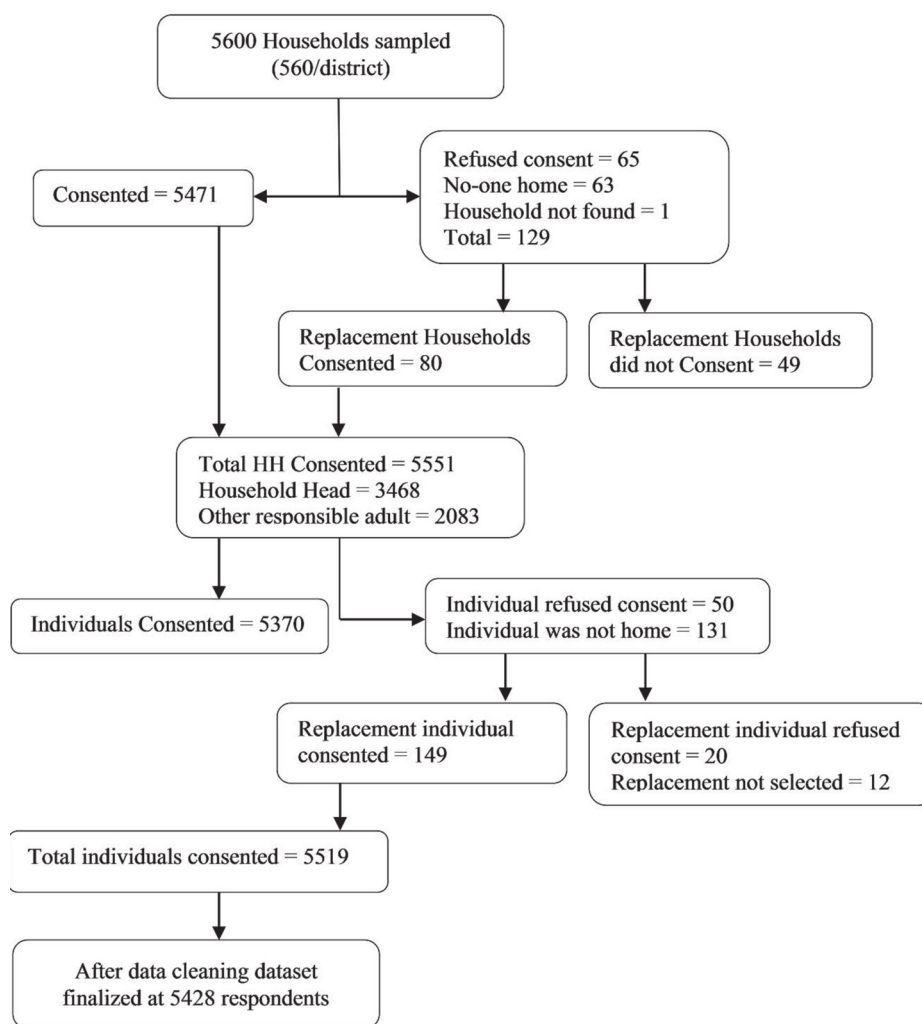 5600 Households sampled
(560/district)
Consented = 5471
Refused consent = 65
No-one home = 63
Household not found = 1
Total = 129
Replacement Households
Consented = 80
Replacement Households
did not Consent = 49
Total HH Consented = 5551
Household Head = 3468
Other responsible adult = 2083
Individuals Consented = 5370
Individual refused consent = 50
Individual was not home = 131
Replacement individual
consented = 149
Replacement individual refused
consent = 20
Replacement not selected = 12
Total individuals consented = 5519
After data cleaning dataset
finalized at 5428 respondents